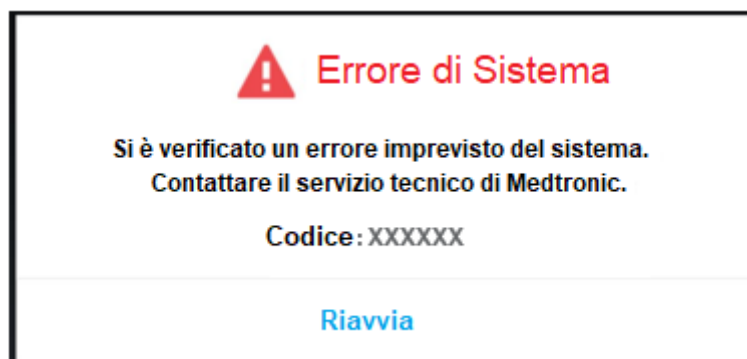 Errore di Sistema
Si è verificato un errore imprevisto del sistema.
Contattare il servizio tecnico di Medtronic.
Codice: XXXXXX
Riavvia